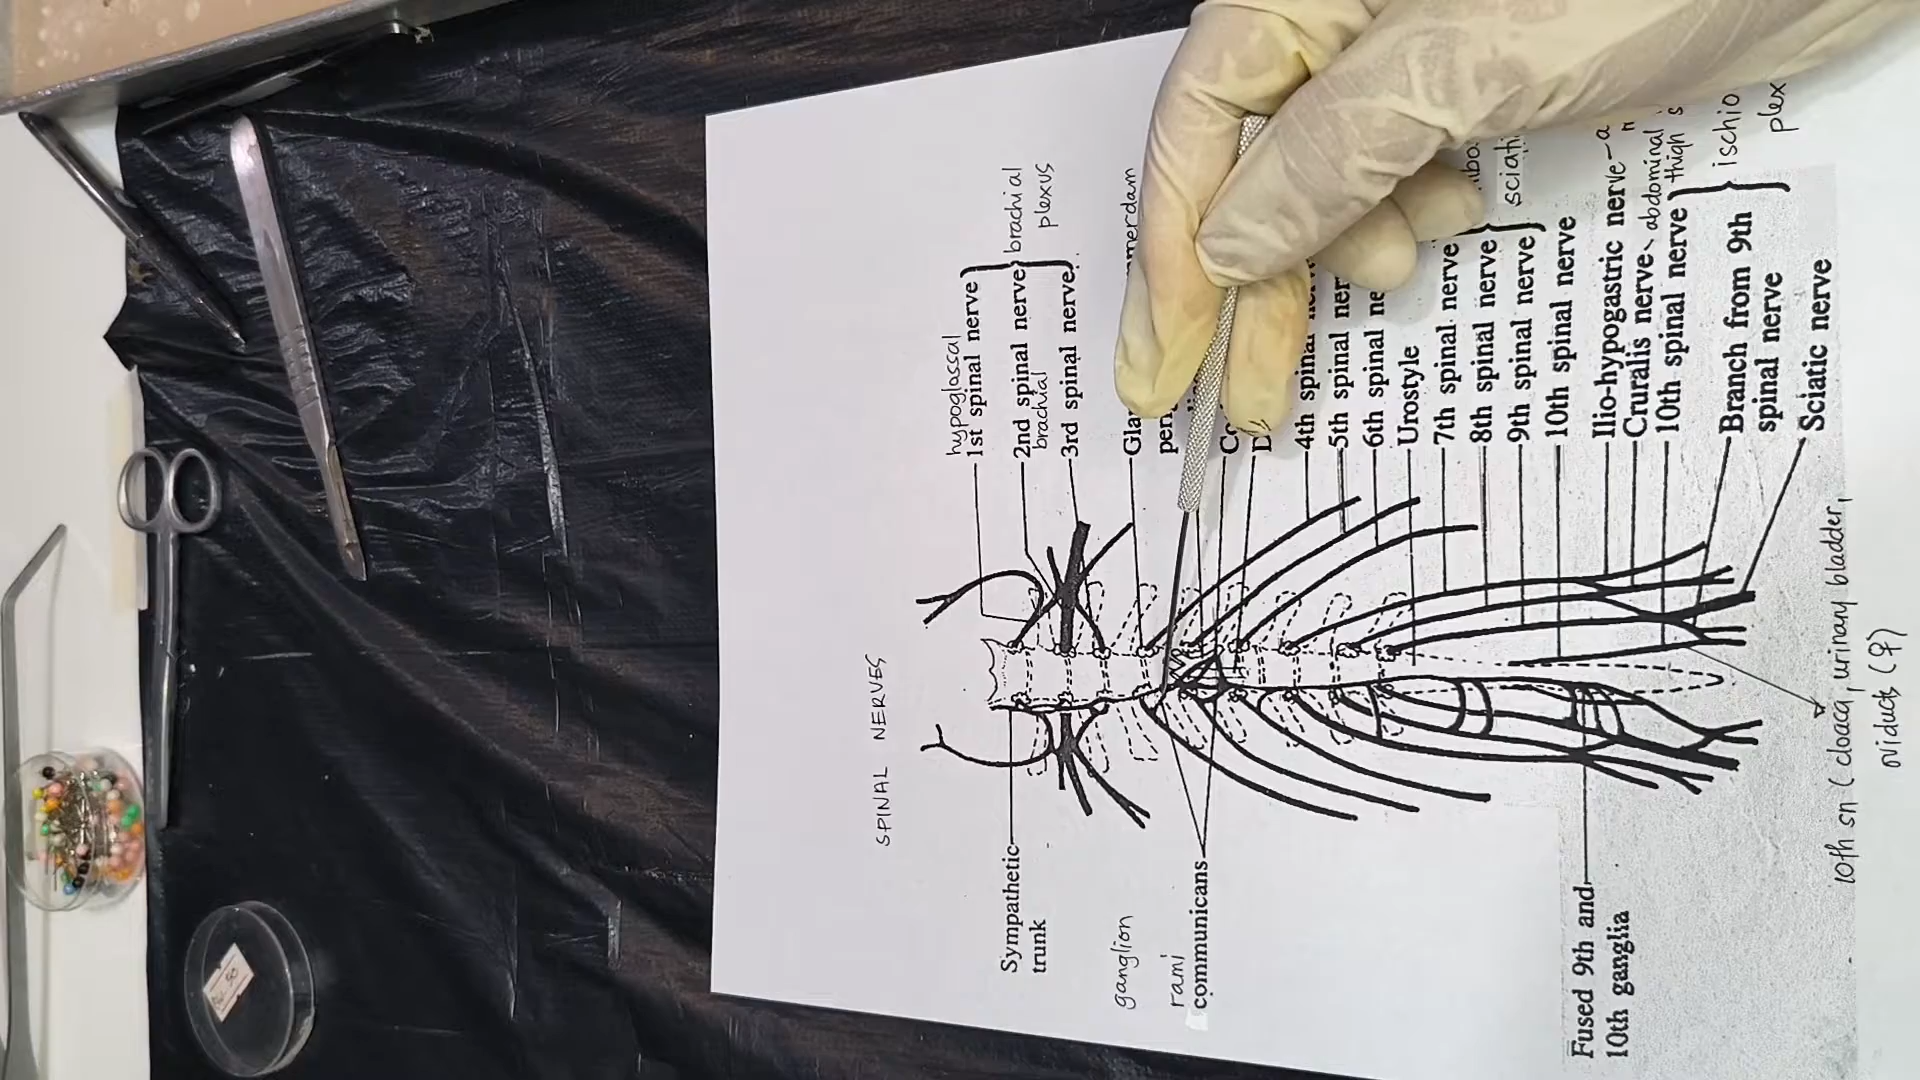 SPINAL NERVES
hypoglossal
1st spinal nerve
2nd spinal nerve
brachial
3rd spinal nerve
brachial
plexus
4th spinal
5th spinal
6th spinal
Urostyle
7th spinal nerve
8th spinal nerve
9th spinal nerve
10th spinal nerve
Ilio-hypogastric nerve
Cruralis nerve
abdominal
thigh
10th spinal nerve
ischio
plex
Branch from 9th
spinal nerve
Sciatic nerve
Sympathetic
trunk
ganglion
rami
communicans
Fused 9th and
10th ganglia
10th sn (cloaca, urinary bladder,
oviducts (♀)